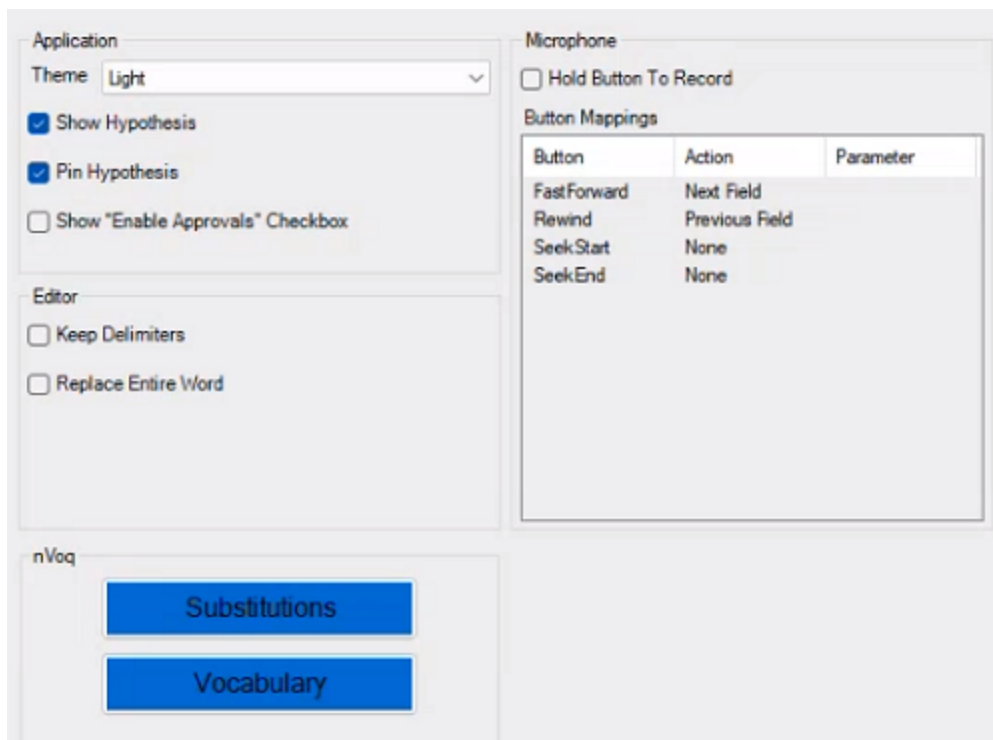 Application
Theme Light
Show Hypothesis
Pin Hypothesis
Show "Enable Approvals" Checkbox
Editor
Keep Delimiters
Replace Entire Word
nVoq
Substitutions
Vocabulary
Microphone
Hold Button To Record
Button Mappings
Button Action Parameter
FastForward Next Field
Rewind Previous Field
SeekStart None
SeekEnd None